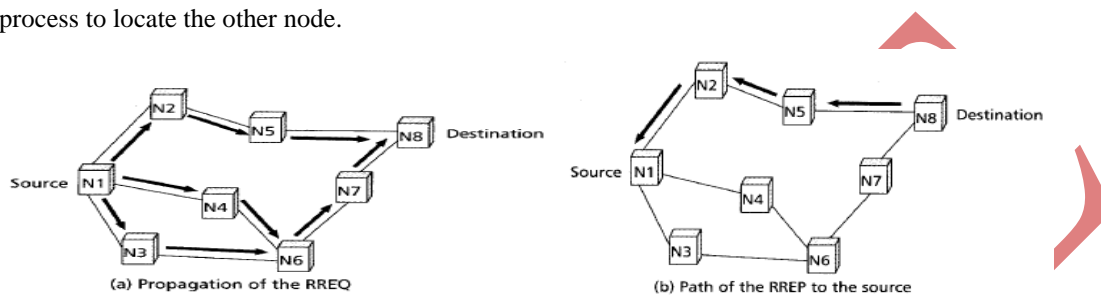 process to locate the other node.
N2
N5
N8
Destination
Source
N1
N7
N4
N3
N6
(a) Propagation of the RREQ
N2
N5
N8
Destination
Source
N1
N7
N4
N3
N6
(b) Path of the RREP to the source